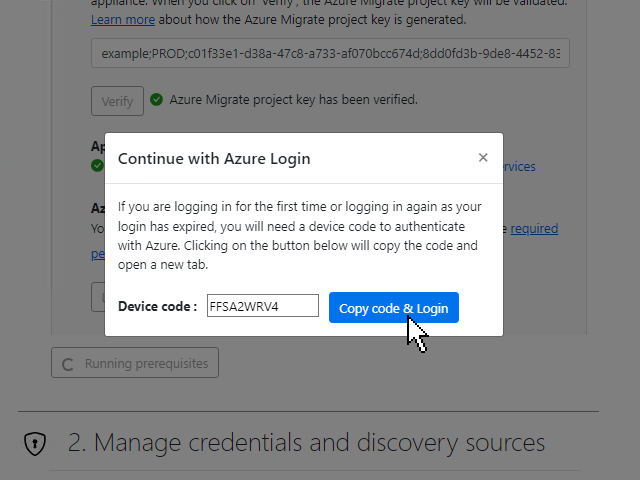 appliance. When you click on 'Verify', the Azure Migrate project key will be validated.
Learn more about how the Azure Migrate project key is generated.
example;PROD;c01f33e1-d38a-47c8-a733-af070bcc674d;8dd0fd3b-9de8-4452-83
Verify
Azure Migrate project key has been verified.
Ap
Continue with Azure Login
×
rvices
If you are logging in for the first time or logging in again as your
login has expired, you will need a device code to authenticate
with Azure. Clicking on the button below will copy the code and
open a new tab.
Az
Yo
e required
pe
Device code :
FFSA2WRV4
Copy code & Login
L
Running prerequisites
2. Manage credentials and discovery sources